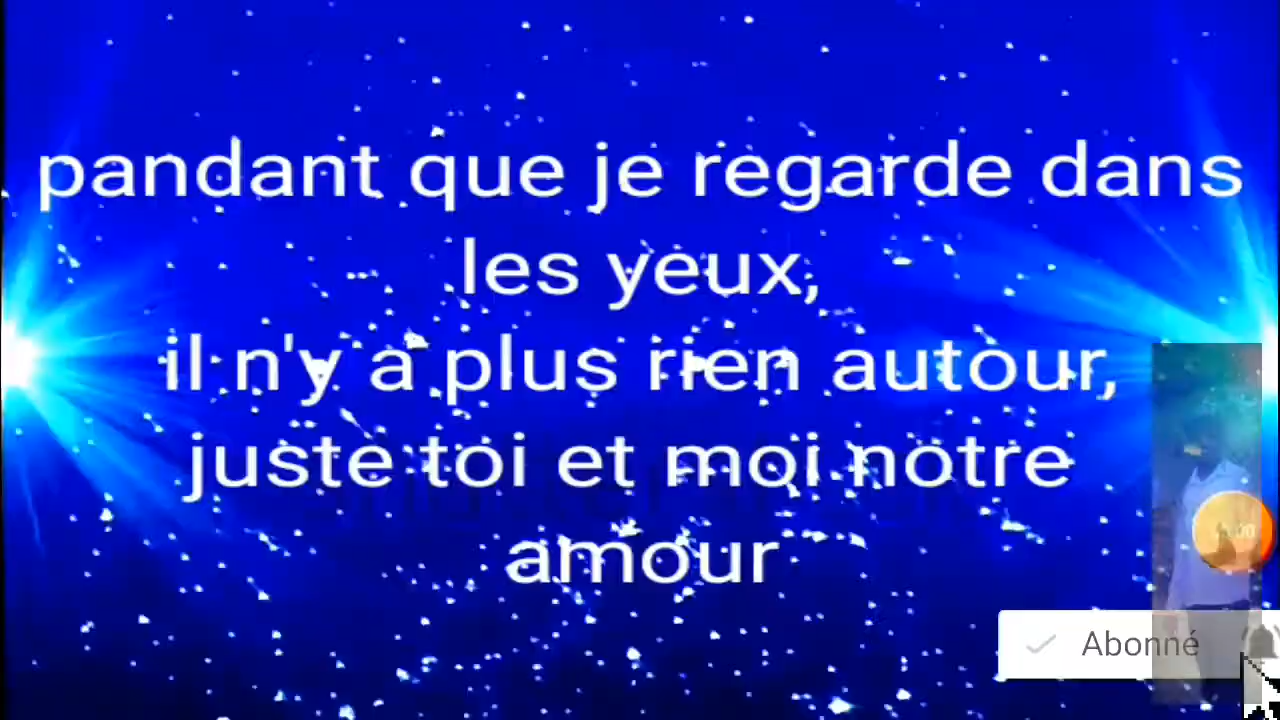 pandant que je regarde dans
les yeux,
il n'y a plus rien autour,
juste toi et moi notre
amour
Abonné